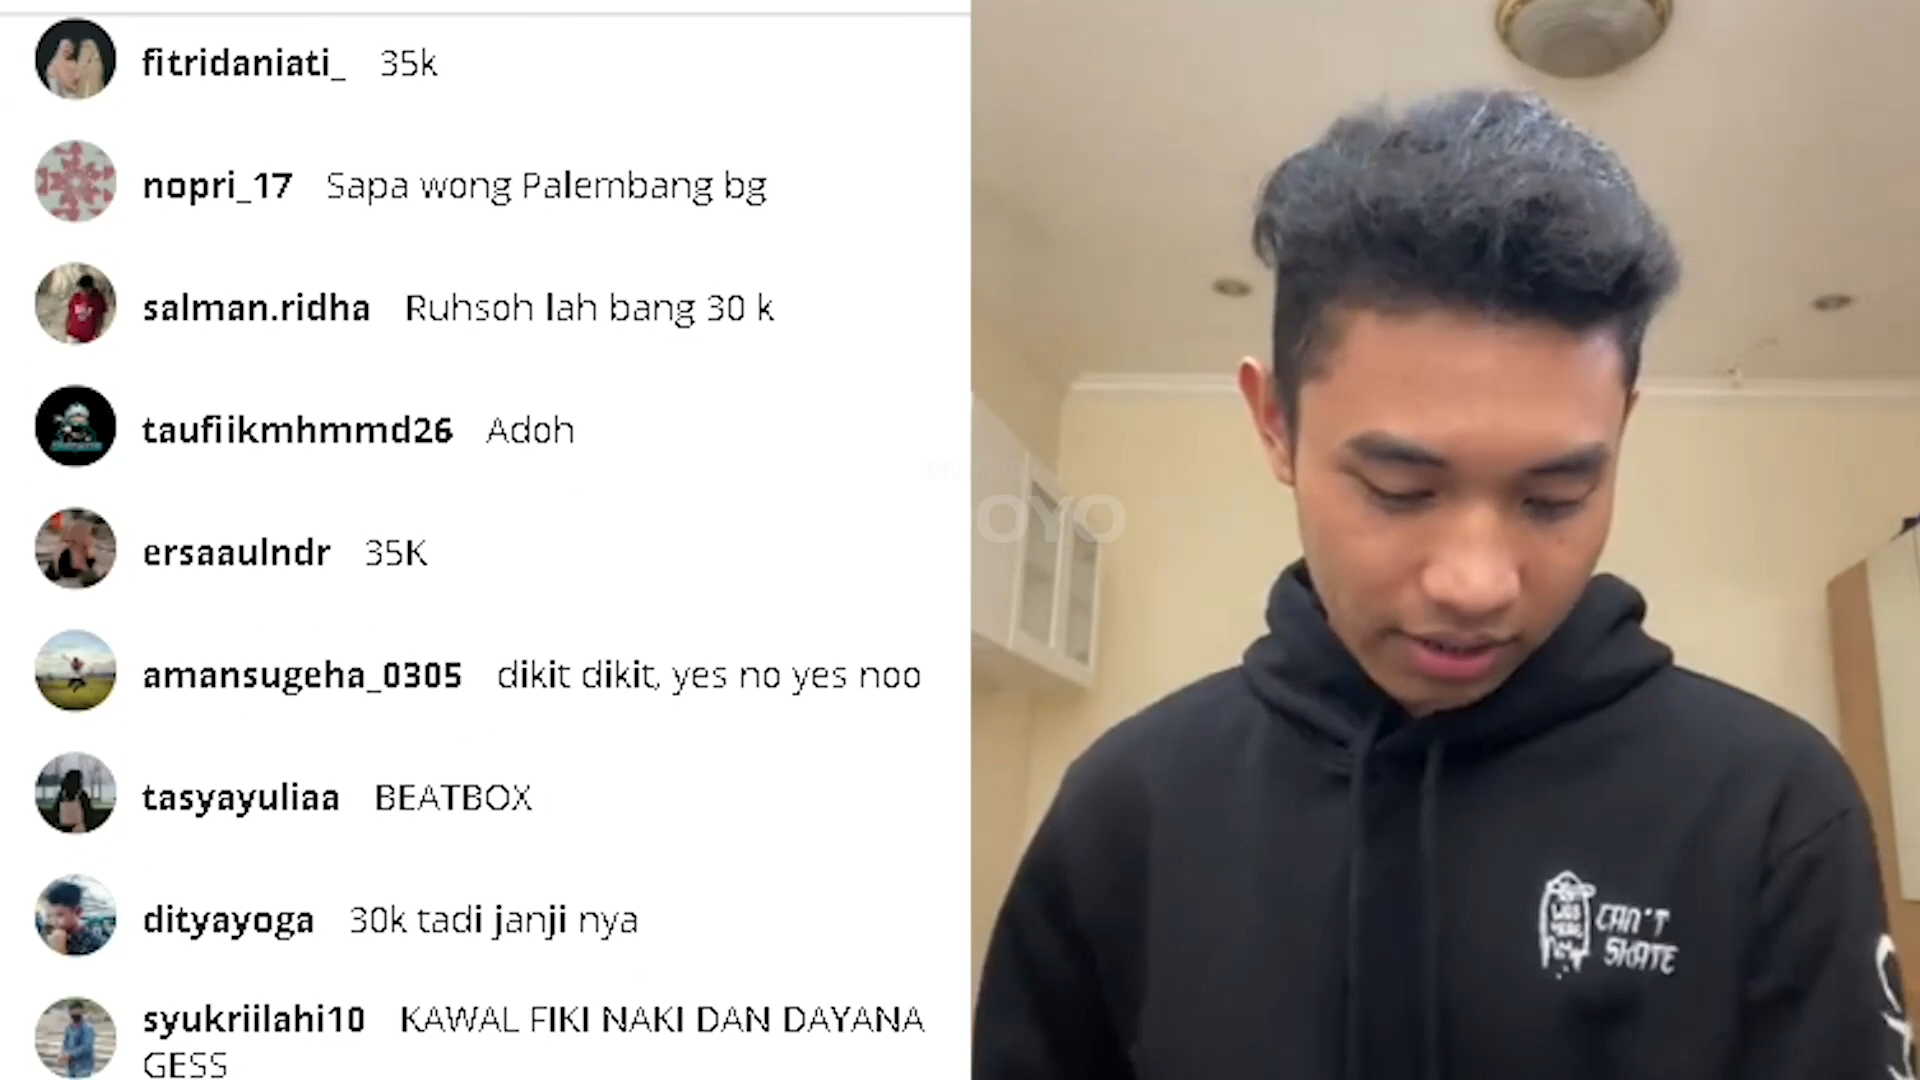 fitridaniati_ 35k
nopri_17 Sapa wong Palembang bg
salman.ridha Ruhsoh lah bang 30 k
taufiikmhmmd26 Adoh
ersaaulndr 35K
amansugeha_0305 dikit dikit, yes no yes noo
tasyayuliaa BEATBOX
dityayoga 30k tadi janji nya
syukriilahi10 KAWAL FIKI NAKI DAN DAYANA
GESS
OYO TV
CAN'T
SKATE